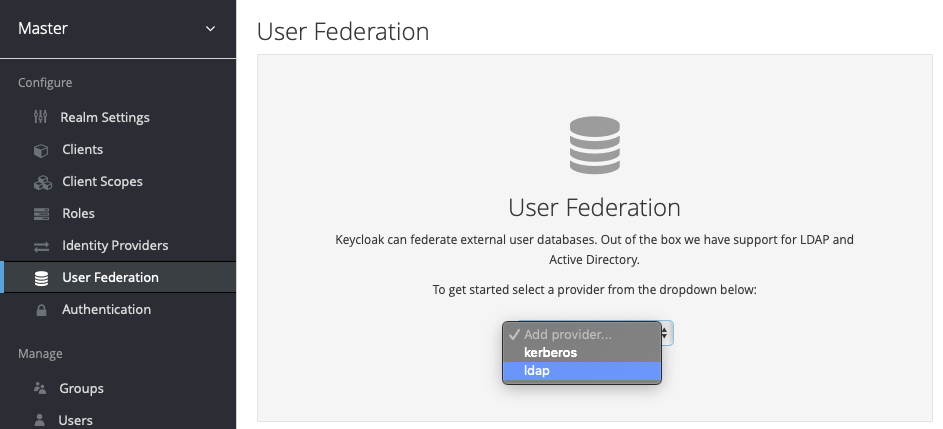 Master
Configure
Realm Settings
Clients
Client Scopes
Roles
Identity Providers
User Federation
Authentication
Manage
Groups
Users
User Federation
User Federation
Keycloak can federate external user databases. Out of the box we have support for LDAP and
Active Directory.
To get started select a provider from the dropdown below:
Add provider...
kerberos
ldap